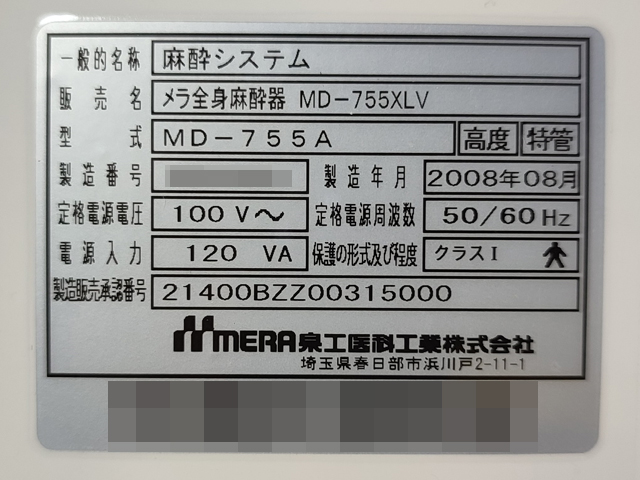 一般的名称 麻酔システム
販売名 メラ全身麻酔器 MD-755XLV
型式 MD-755A 高度 特管
製造番号 製造年月 2008年08月
定格電源電圧 100V〜 定格電源周波数 50/60Hz
電源入力 120 VA 保護の形式及び程度 クラスI
製造販売承認番号 21400BZZ00315000
MERA 泉工医科工業株式会社
埼玉県春日部市浜川戸2-11-1